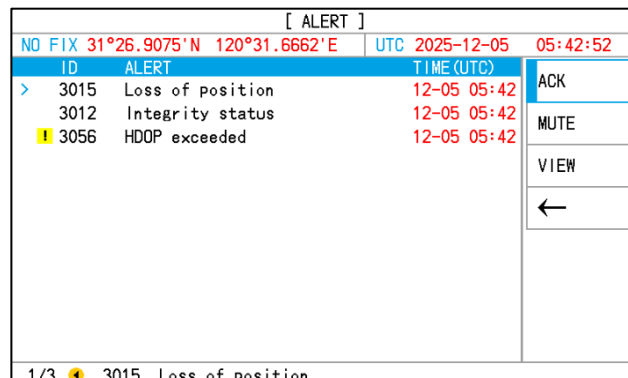 [ ALERT ]
NO FIX 31°26.9075'N 120°31.6662'E UTC 2025-12-05 05:42:52
ID ALERT TIME(UTC)
> 3015 Loss of position 12-05 05:42
3012 Integrity status 12-05 05:42
! 3056 HDOP exceeded 12-05 05:42
ACK
MUTE
VIEW
←
1/3 3015 Loss of position